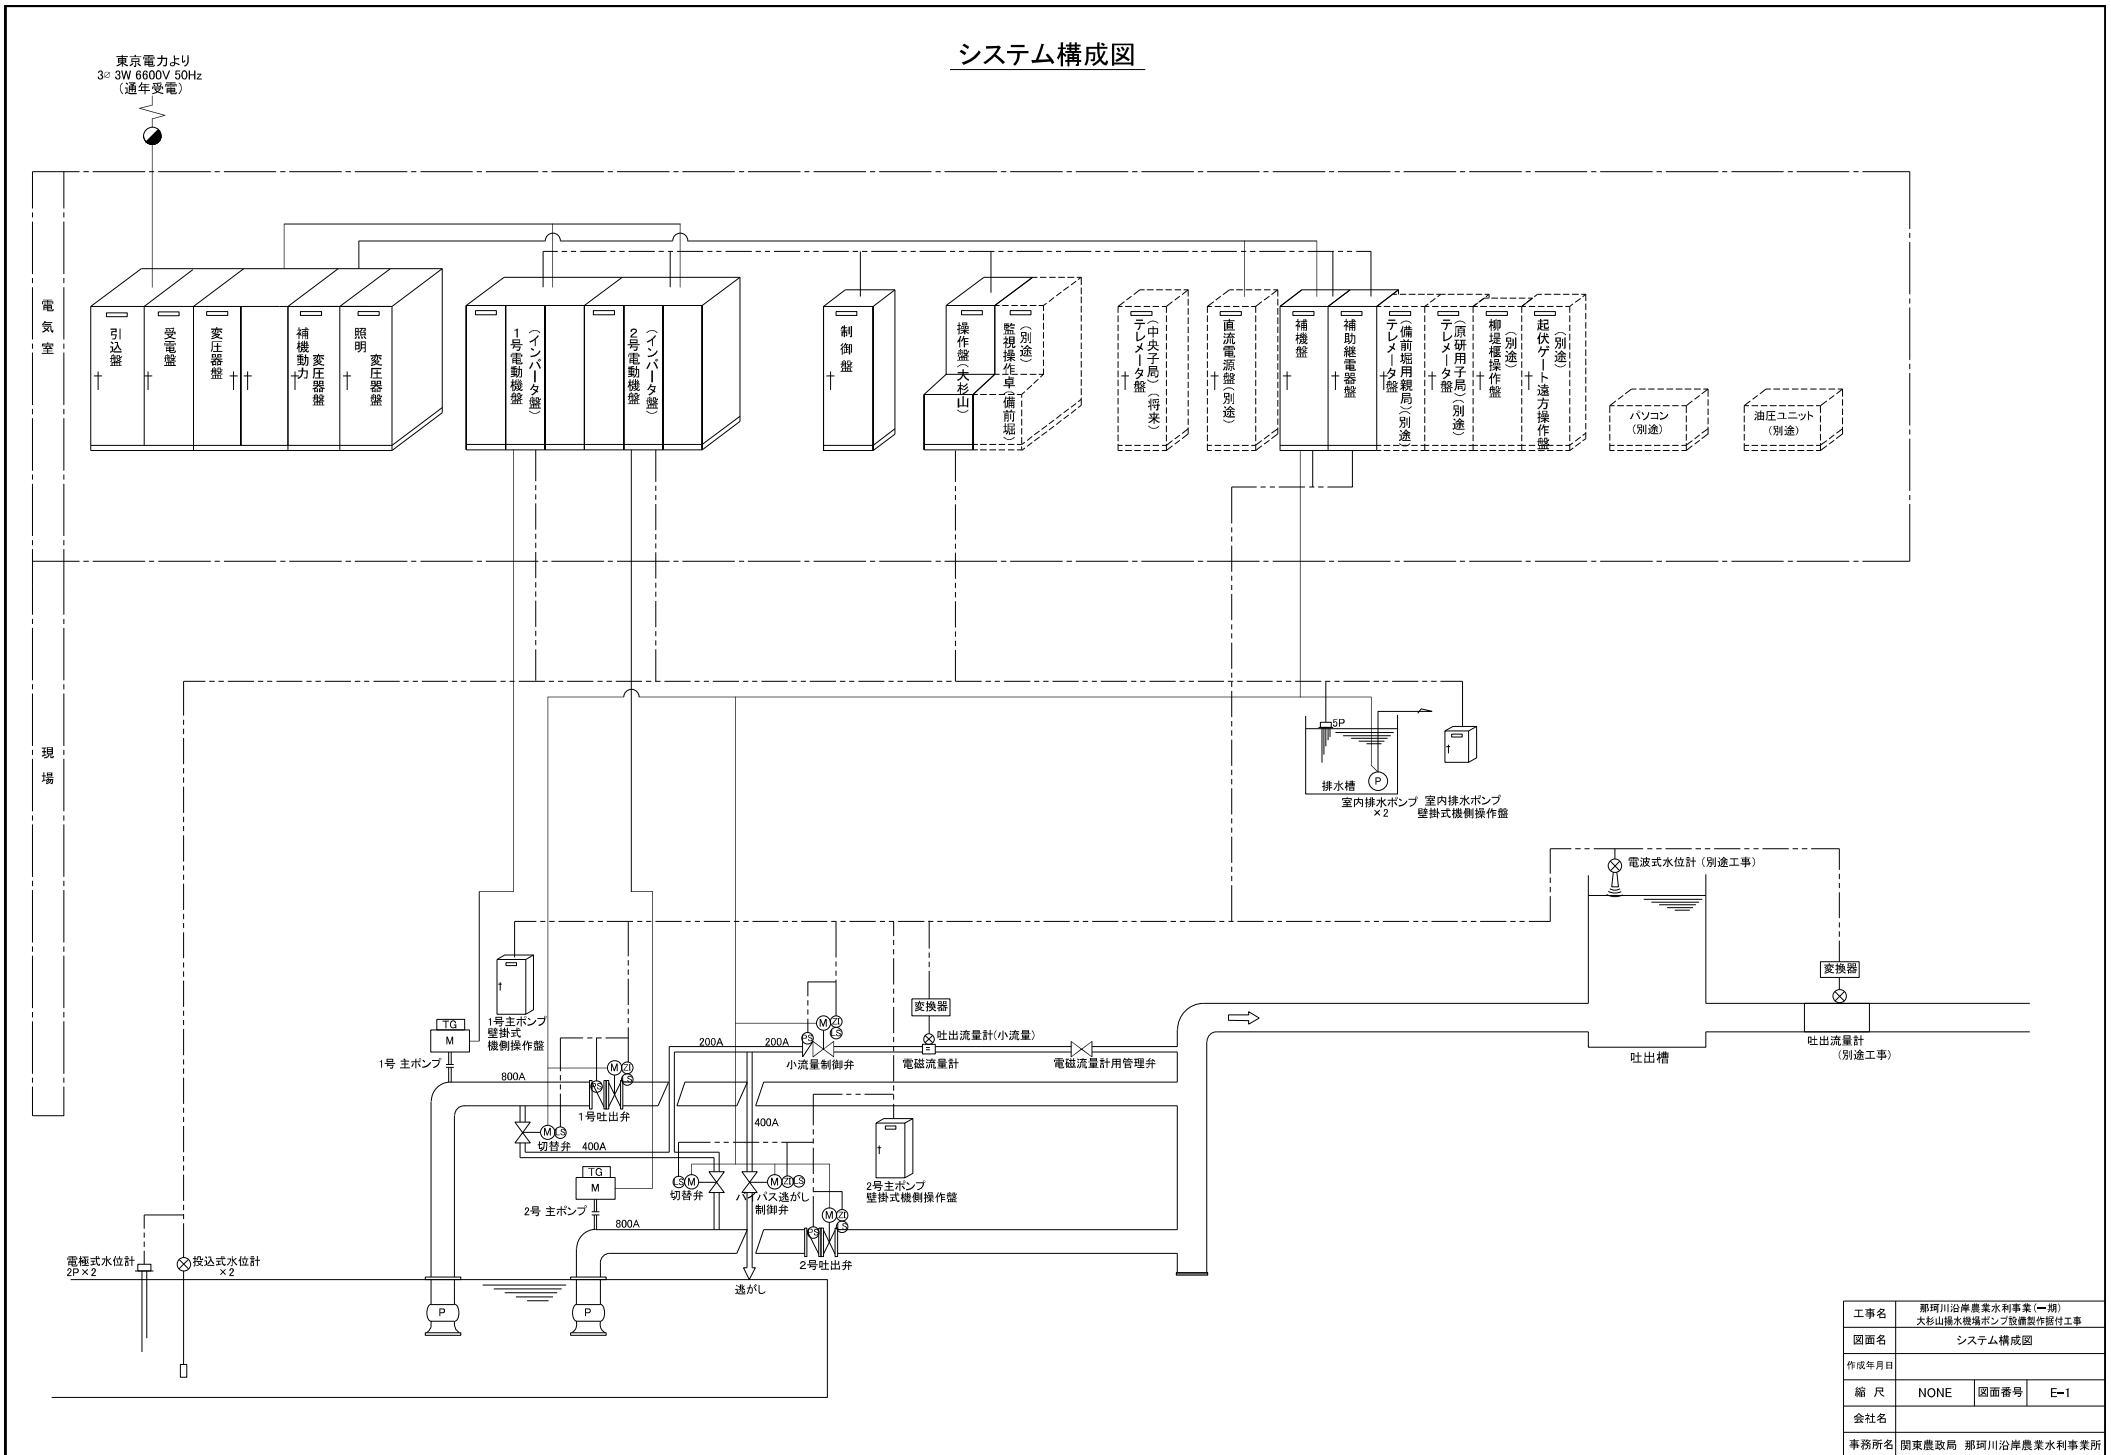 システム構成図
東京電力より
3∅ 3W 6600V 50Hz
(通年受電)
電気室
引込盤
受電盤
変圧器盤
補機動力
変圧器盤
照明
変圧器盤
1号電動機盤
(インバータ盤)
2号電動機盤
(インバータ盤)
制御盤
操作盤(大杉山)
監視操作卓(備前堀)
(別途)
テレメータ盤
(中央子局)(将来)
直流電源盤(別途)
補機盤
補助継電器盤
テレメータ盤
(備前堀用親局)(別途)
テレメータ盤
(原研用子局)(別途)
柳堤堰操作盤
(別途)
起伏ゲート遠方操作盤
(別途)
パソコン
(別途)
油圧ユニット
(別途)
現場
5P
排水槽
P
室内排水ポンプ
×2
室内排水ポンプ
壁掛式機側操作盤
電波式水位計(別途工事)
変換器
吐出流量計
(別途工事)
吐出槽
1号主ポンプ
壁掛式
機側操作盤
TG
M
1号 主ポンプ
800A
PS
M
ZI
LS
1号吐出弁
200A
200A
PS
M
ZI
LS
小流量制御弁
変換器
吐出流量計(小流量)
=
電磁流量計
電磁流量計用管理弁
M
LS
切替弁
400A
400A
LS
M
切替弁
M
ZI
LS
バイパス逃がし
制御弁
2号主ポンプ
壁掛式機側操作盤
TG
M
2号 主ポンプ
800A
PS
M
ZI
LS
2号吐出弁
逃がし
電極式水位計
2P×2
投込式水位計
×2
P
P
工事名
那珂川沿岸農業水利事業(一期)
大杉山揚水機場ポンプ設備製作据付工事
図面名
システム構成図
作成年月日
縮 尺
NONE
図面番号
E-1
会社名
事務所名
関東農政局 那珂川沿岸農業水利事業所